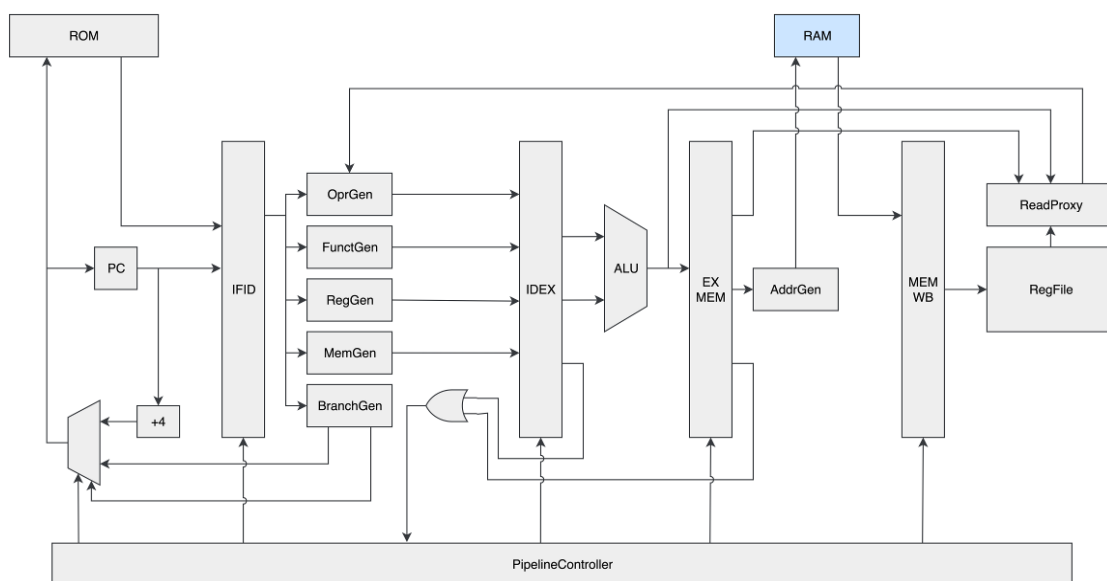 ROM
RAM
OprGen
ReadProxy
FunctGen
PC
IFID
ALU
RegGen
IDEX
EX
MEM
AddrGen
MEM
WB
RegFile
MemGen
BranchGen
+4
PipelineController